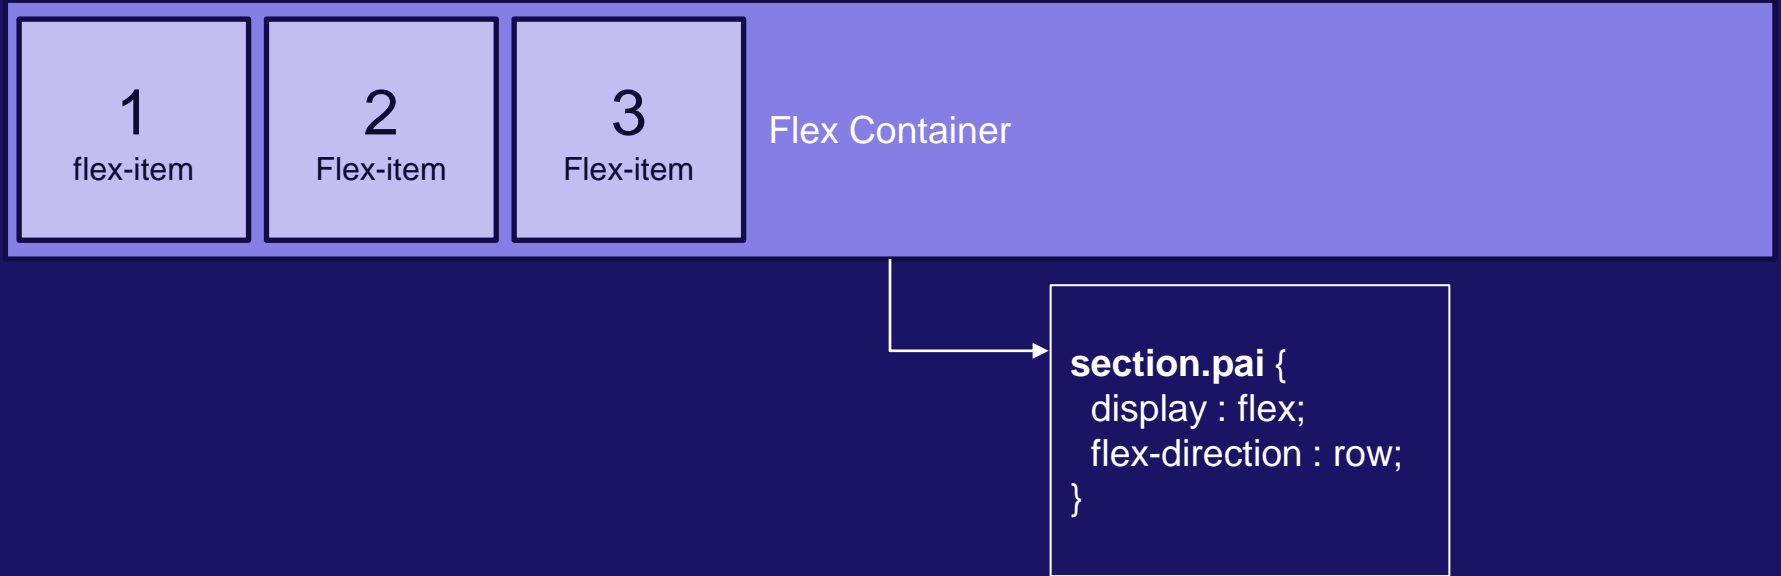 1
flex-item
2
Flex-item
3
Flex-item
Flex Container
section.pai {
display : flex;
flex-direction : row;
}